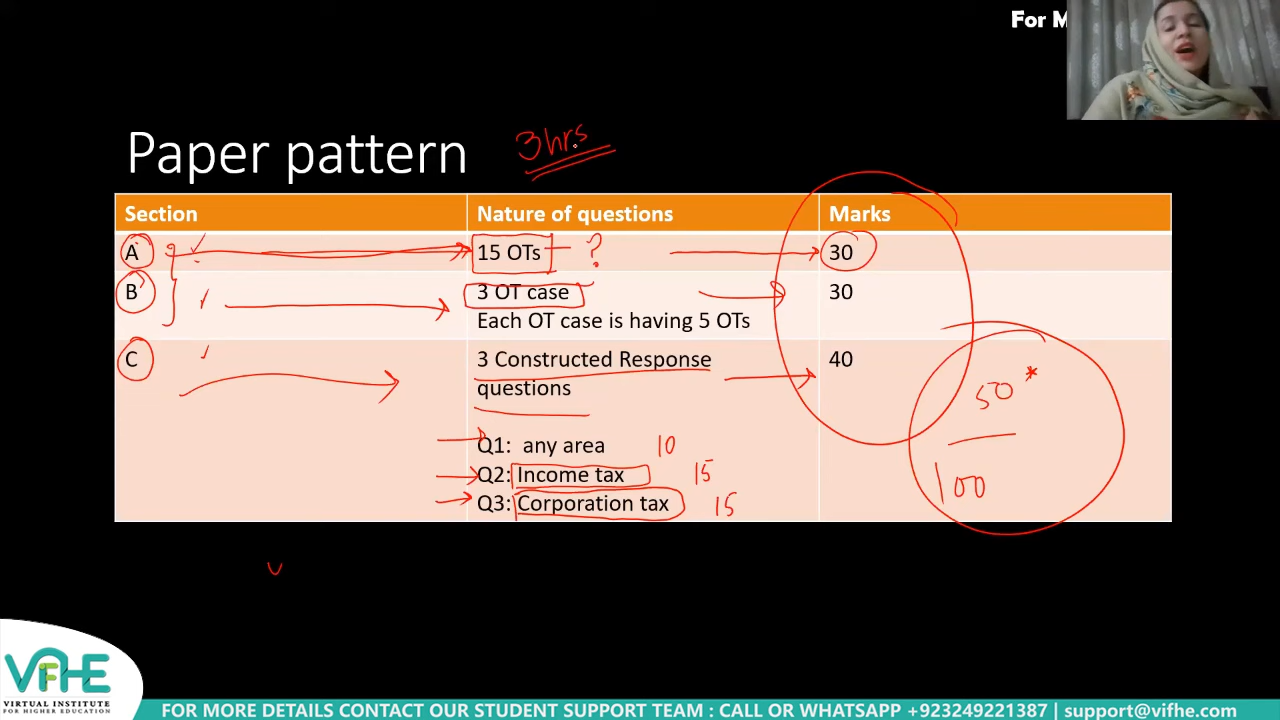 For M
Paper pattern 3hrs
Section Nature of questions Marks
A 15 OTs ? 30
B 3 OT case 30
Each OT case is having 5 OTs
C 3 Constructed Response 40
questions
50*
100
Q1: any area 10
Q2: Income tax 15
Q3: Corporation tax 15
VFHE
VIRTUAL INSTITUTE
FOR HIGHER EDUCATION
FOR MORE DETAILS CONTACT OUR STUDENT SUPPORT TEAM : CALL OR WHATSAPP +923249221387 | support@vifhe.com